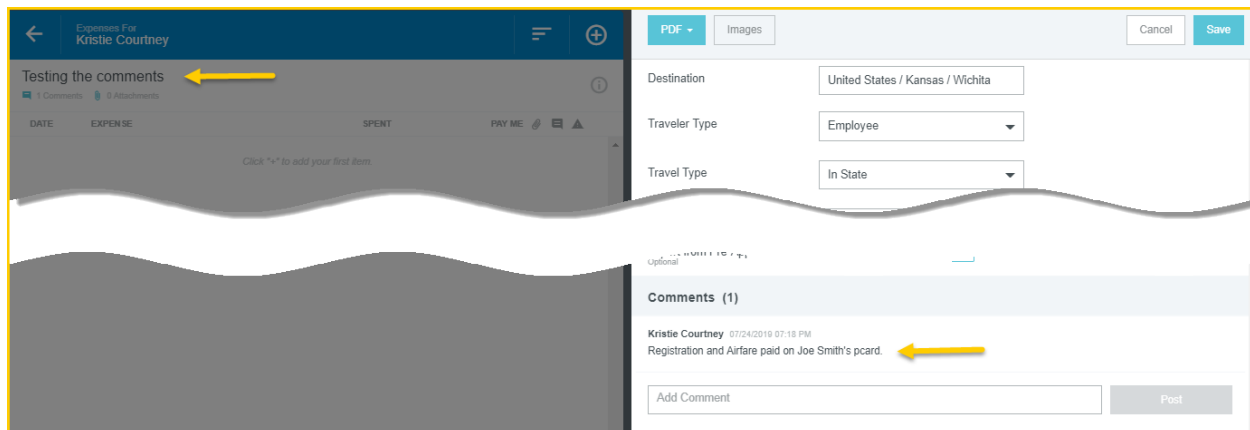 Expenses For
Kristie Courtney
Testing the comments
1 Comments 0 Attachments
DATE EXPENSE SPENT PAY ME
Click "+" to add your first item.
PDF Images Cancel Save
Destination United States / Kansas / Wichita
Traveler Type Employee
Travel Type In State
Optional
Comments (1)
Kristie Courtney 07/24/2019 07:18 PM
Registration and Airfare paid on Joe Smith's pcard.
Add Comment Post